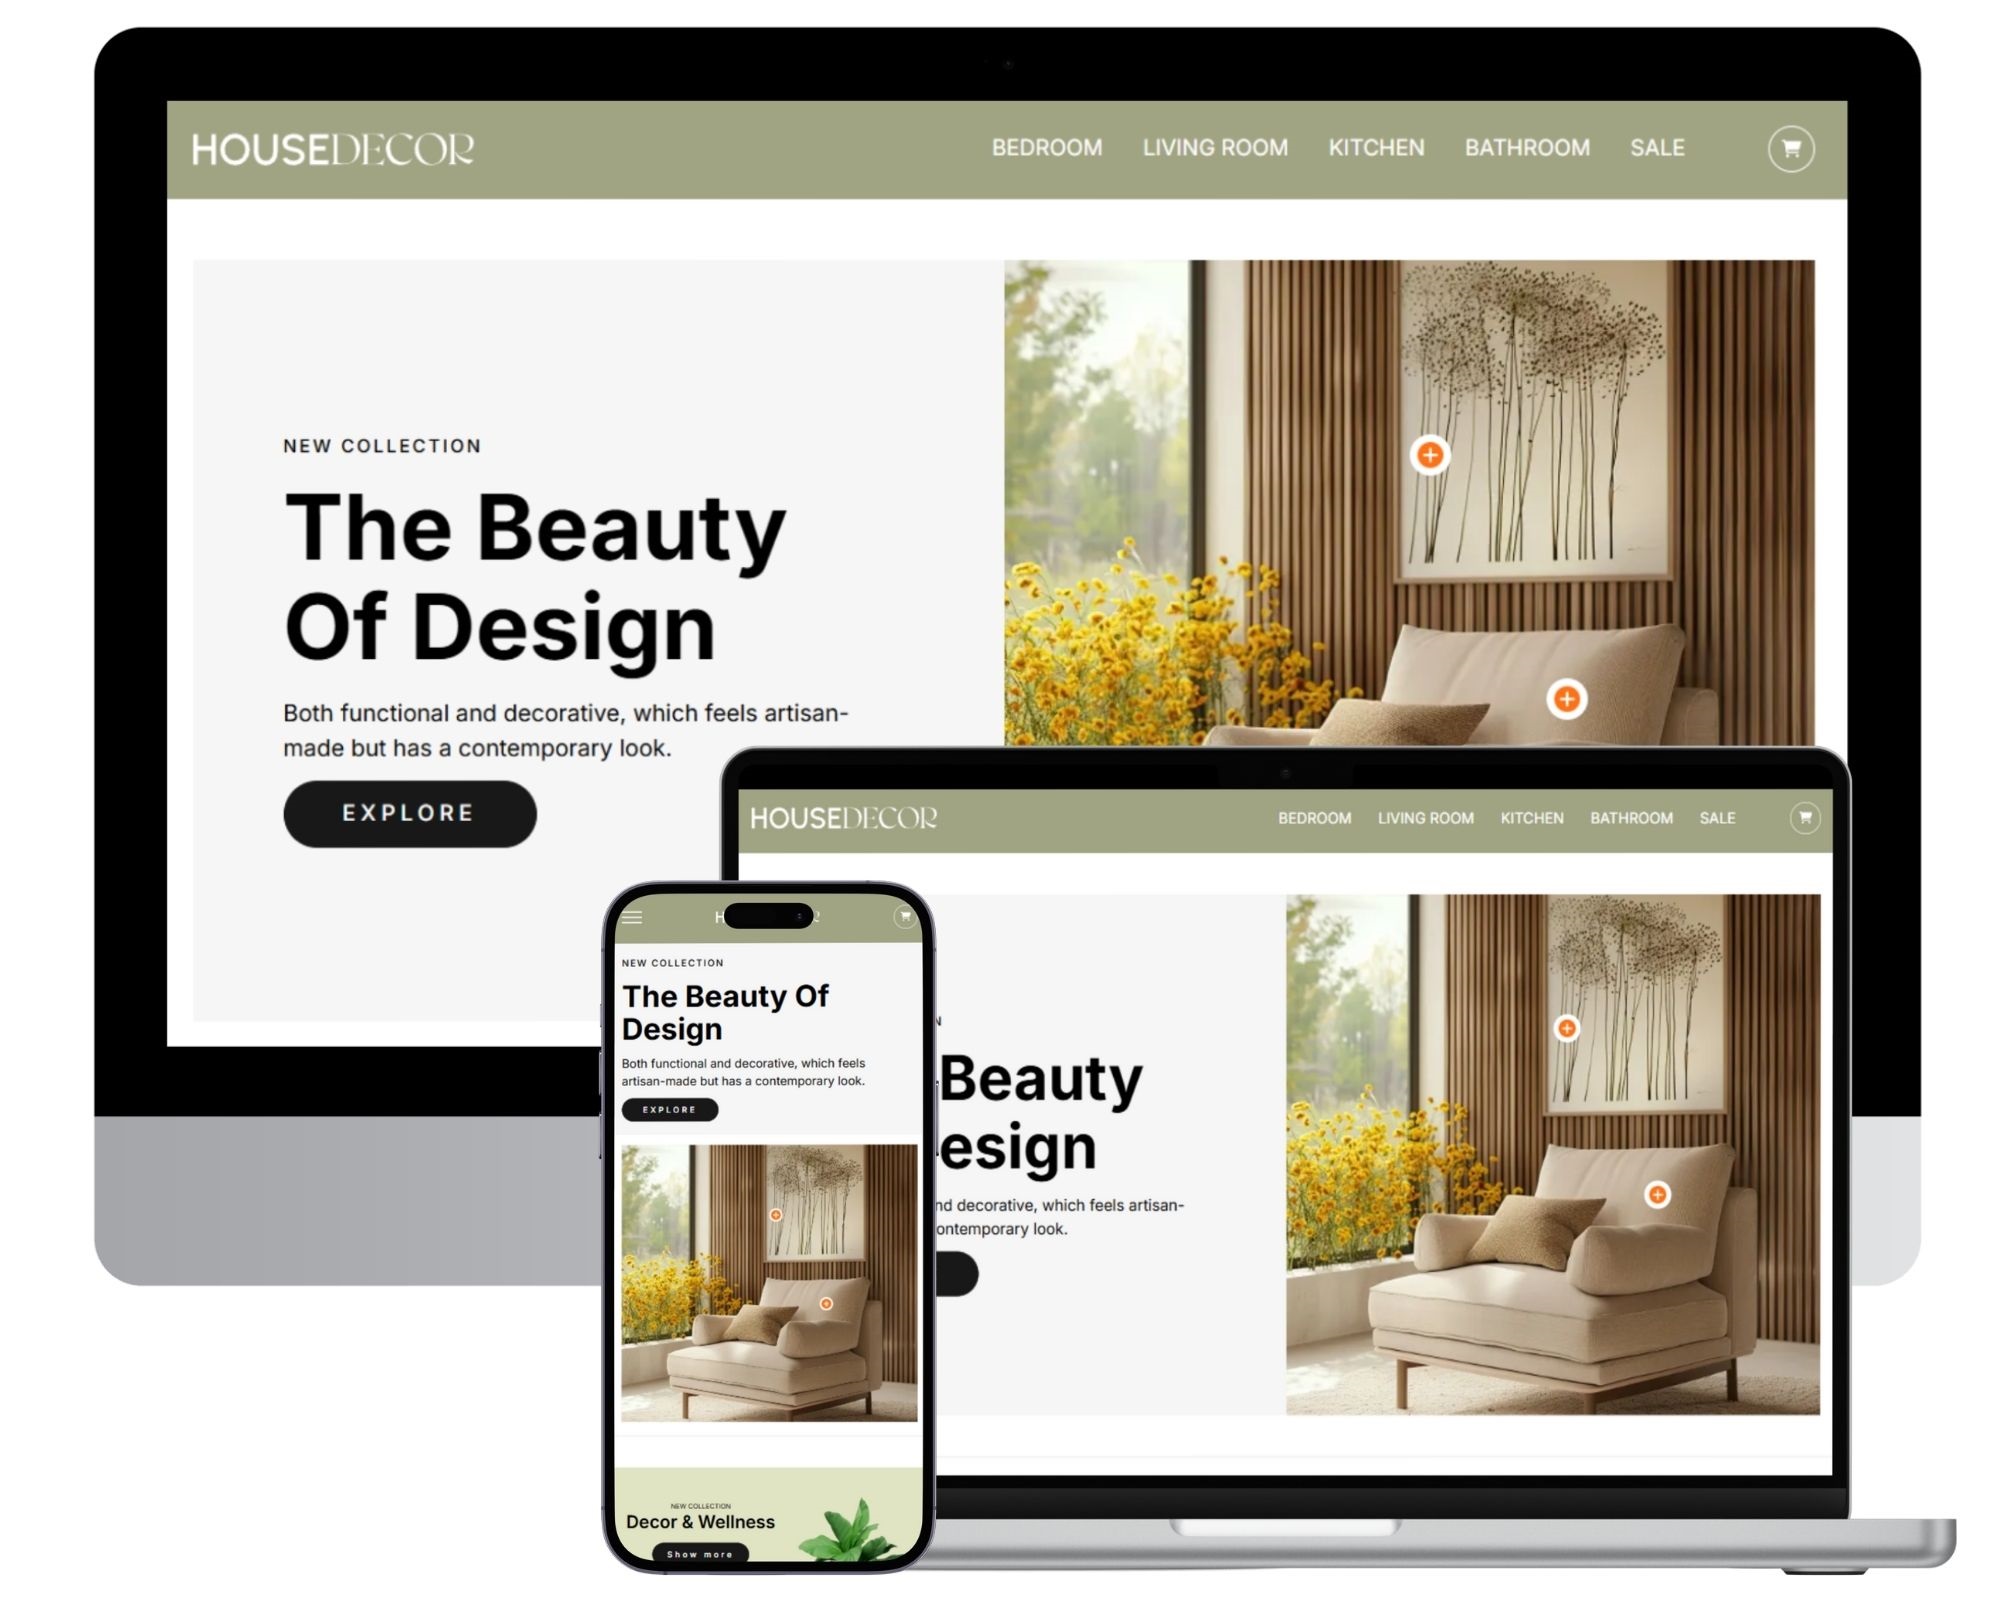 HOUSEDECOR
BEDROOM LIVING ROOM KITCHEN BATHROOM SALE
NEW COLLECTION
The Beauty
Of Design
Both functional and decorative, which feels artisan-
made but has a contemporary look.
EXPLORE
HOUSEDECOR
BEDROOM LIVING ROOM KITCHEN BATHROOM SALE
Beauty
esign
nd decorative, which feels artisan-
ontemporary look.
NEW COLLECTION
The Beauty Of
Design
Both functional and decorative, which feels
artisan-made but has a contemporary look.
EXPLORE
NEW COLLECTION
Decor & Wellness
Show more